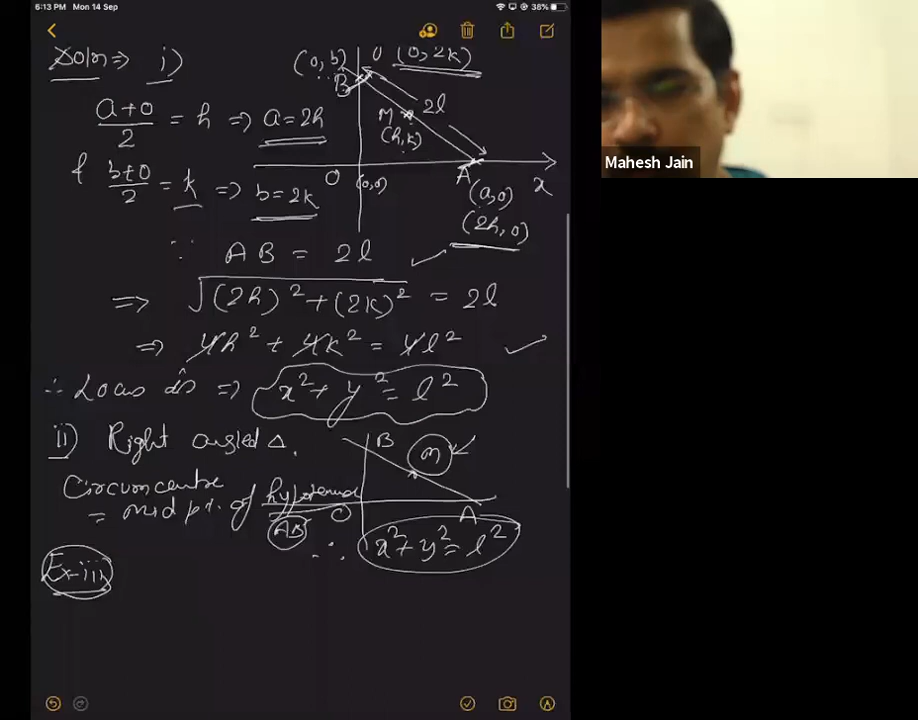 6:13 PM Mon 14 Sep
38%
Soln ⇒ i)
(0, b) B (0, 2k)
(a+0)/2 = h ⇒ a = 2h
2l
M (h, k)
& (b+0)/2 = k ⇒ b = 2k
O (0,0) A x
(a, 0)
(2h, 0)
∵ AB = 2l
⇒ √((2h)² + (2k)²) = 2l
⇒ 4h² + 4k² = 4l²
∴ Locus is ⇒ x² + y² = l²
ii) Right angled Δ.
B M
Circumcentre
= mid pt. of hypotenuse
AB
O A
∴ x² + y² = l²
Ex-iii
Mahesh Jain